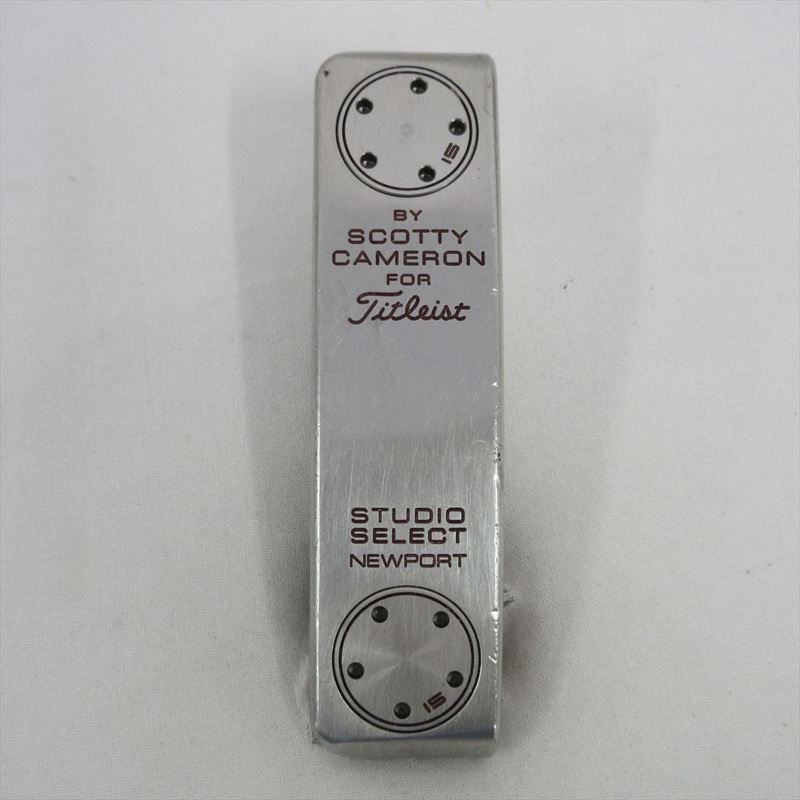 15
BY
SCOTTY
CAMERON
FOR
Titleist
STUDIO
SELECT
NEWPORT
15